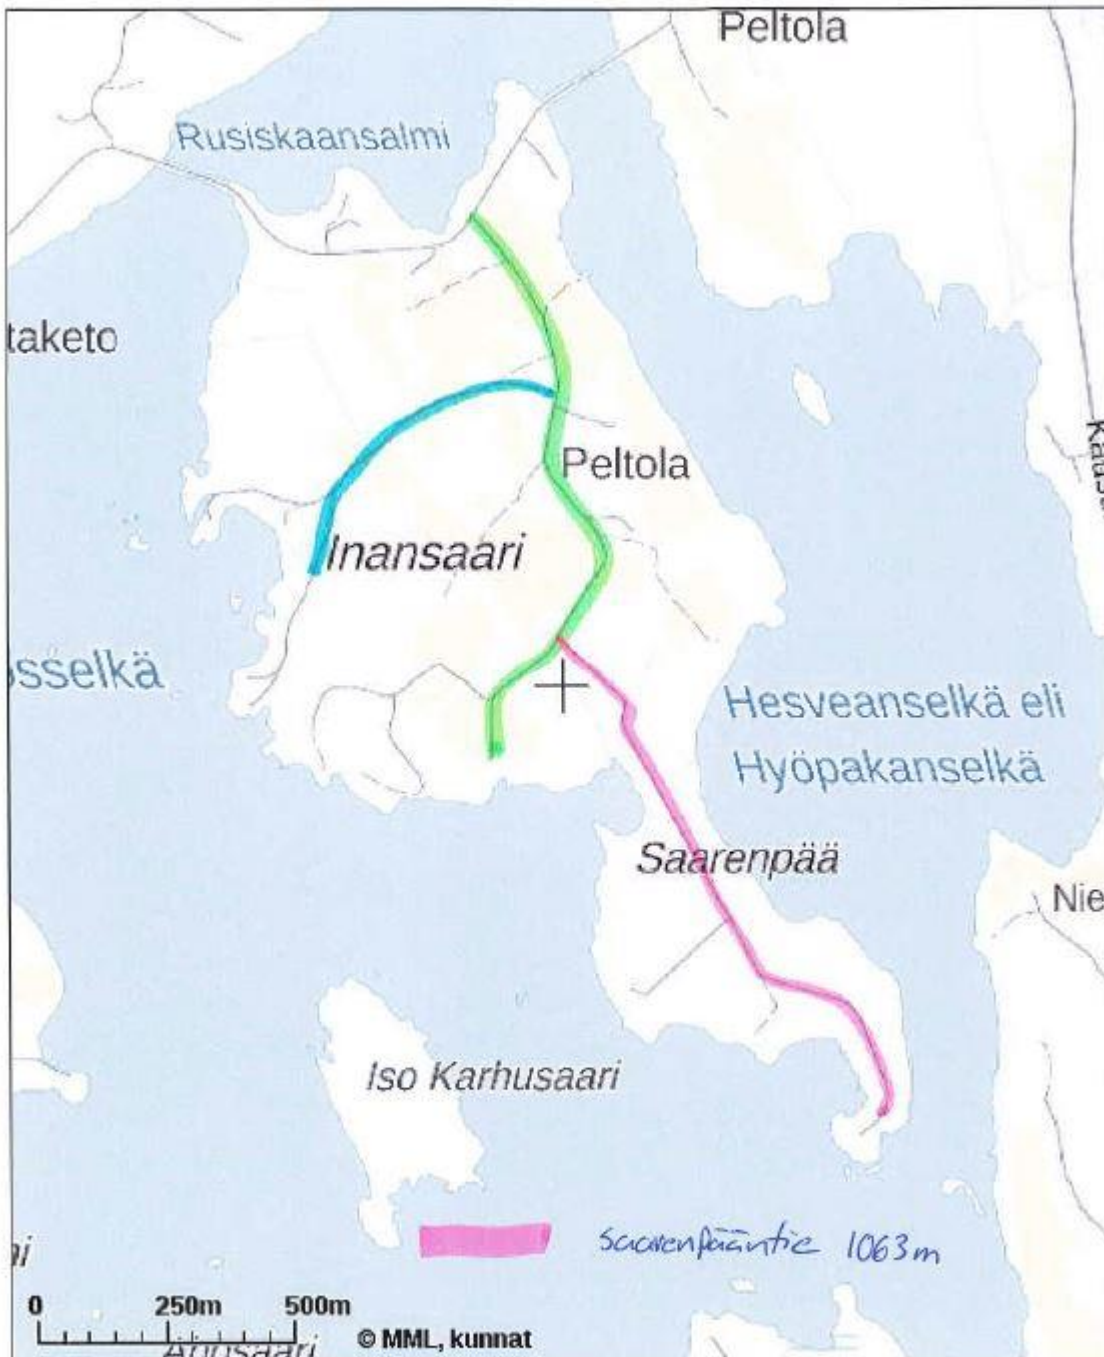 Peltola
Rusiskaansalmi
taketo
Peltola
Inansaari
sselkä
Hesveanselkä eli
Hyöpakanselkä
Saarenpää
Nie
Iso Karhusaari
saarenpääntie 1063m
0 250m 500m
© MML, kunnat